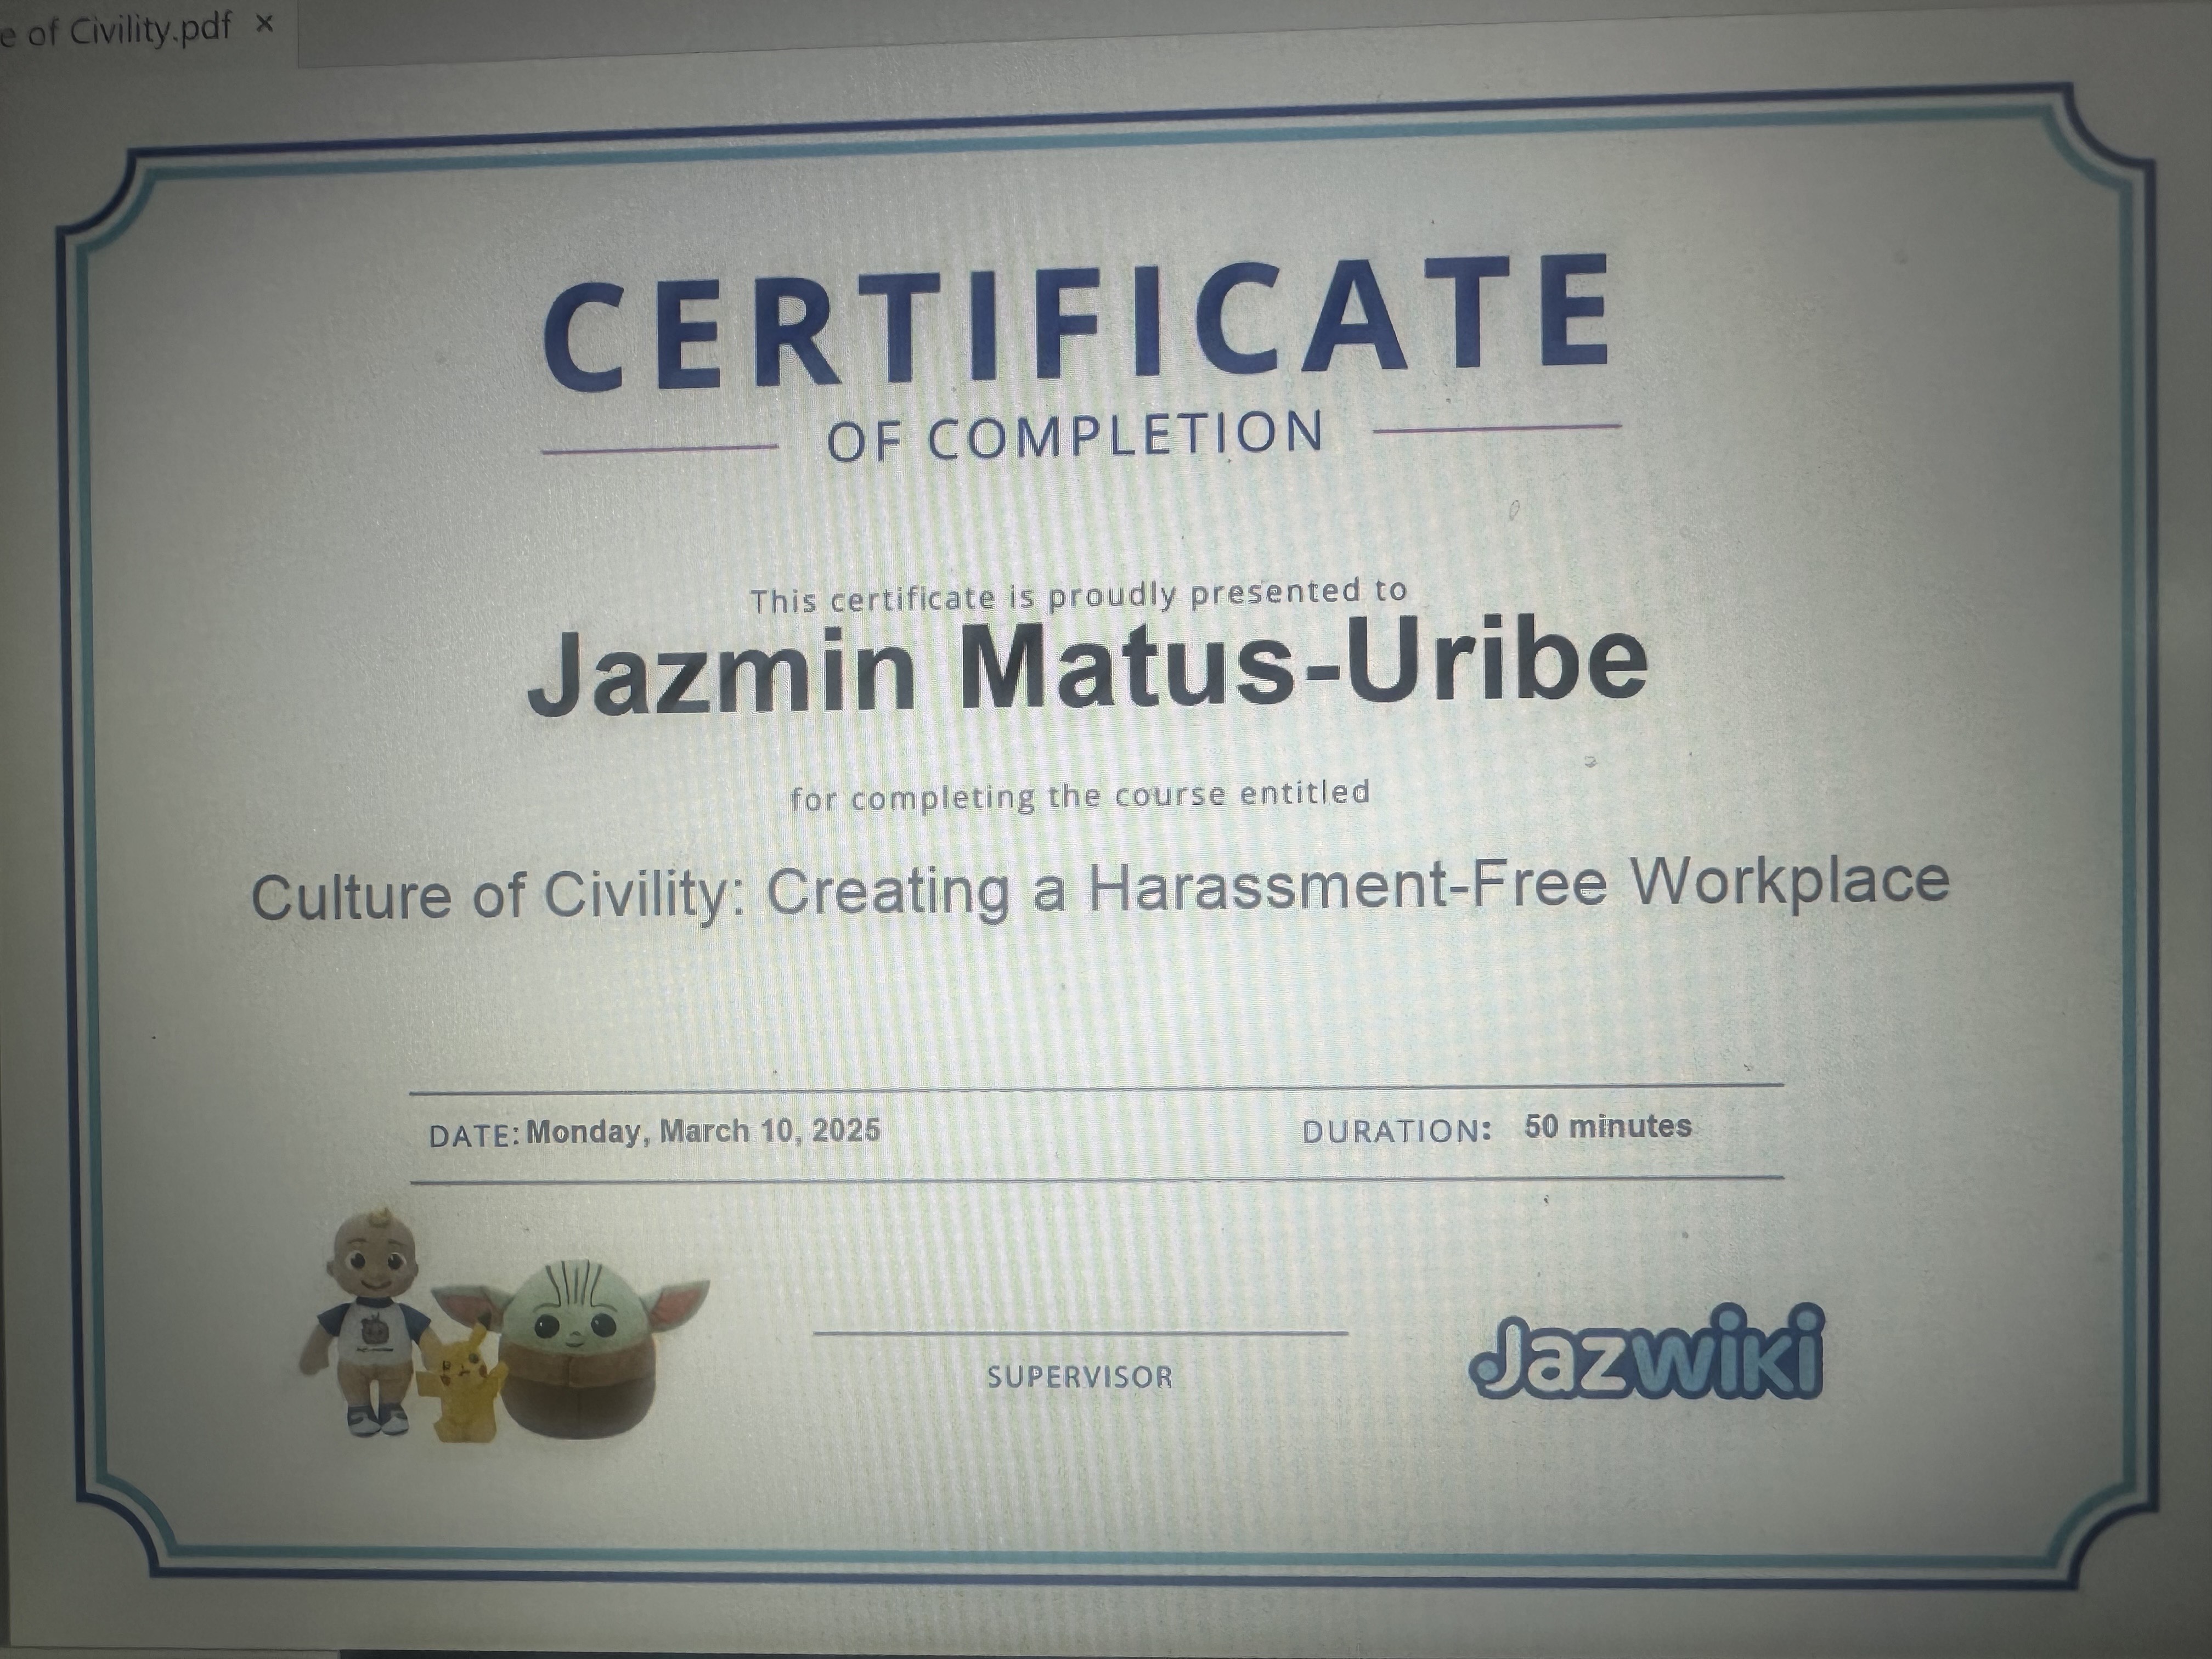 e of Civility.pdf ×
CERTIFICATE
OF COMPLETION
This certificate is proudly presented to
Jazmin Matus-Uribe
for completing the course entitled
Culture of Civility: Creating a Harassment-Free Workplace
DATE: Monday, March 10, 2025 DURATION: 50 minutes
SUPERVISOR
Jazwiki